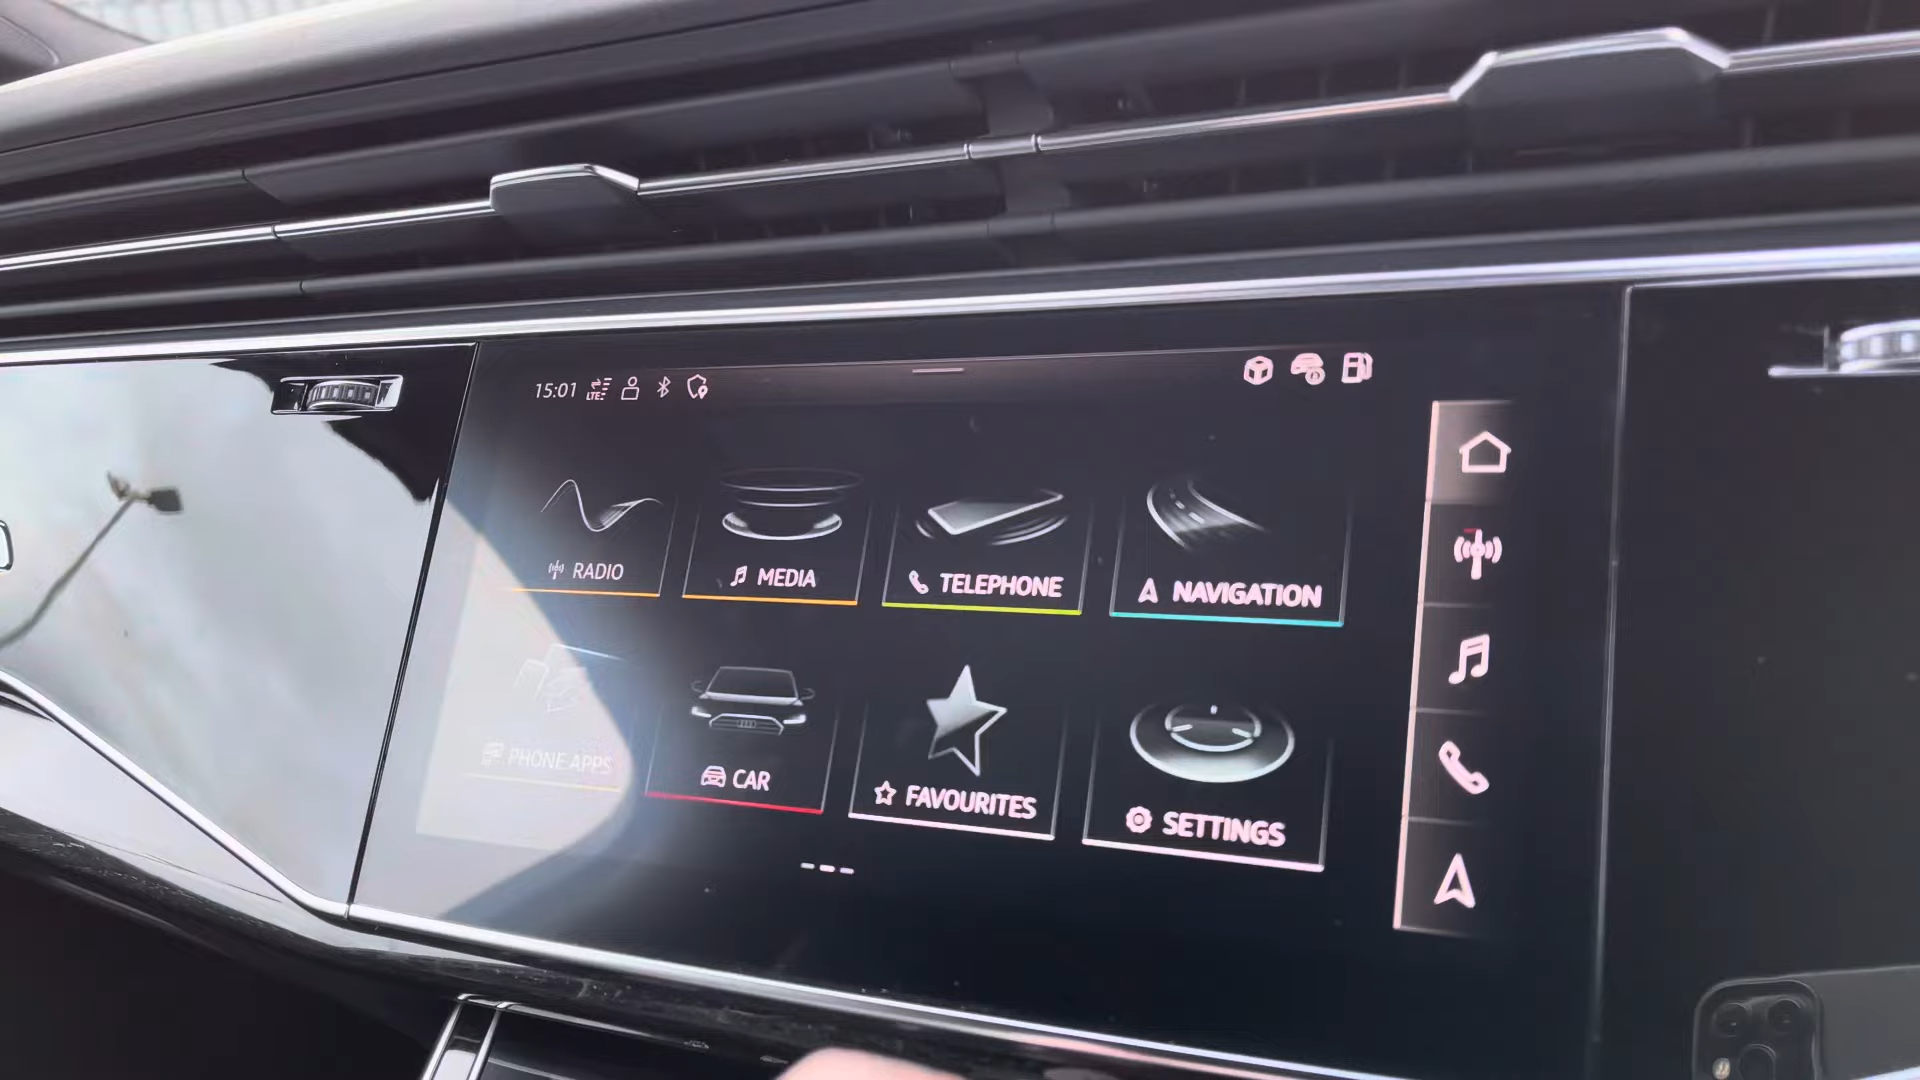 15:01 LTE
RADIO MEDIA TELEPHONE NAVIGATION
PHONE APPS CAR FAVOURITES SETTINGS